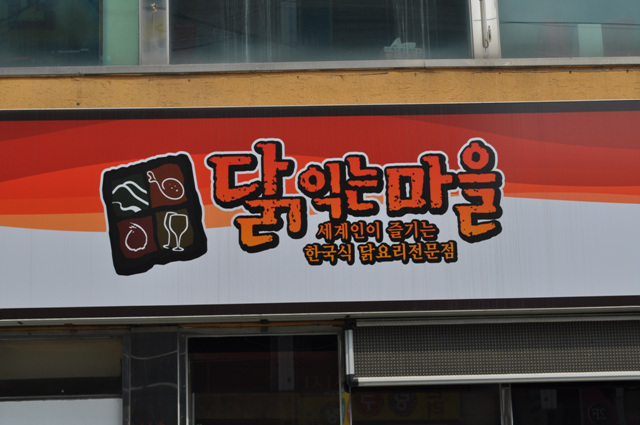 닭익는마을
세계인이 즐기는
한국식 닭요리전문점